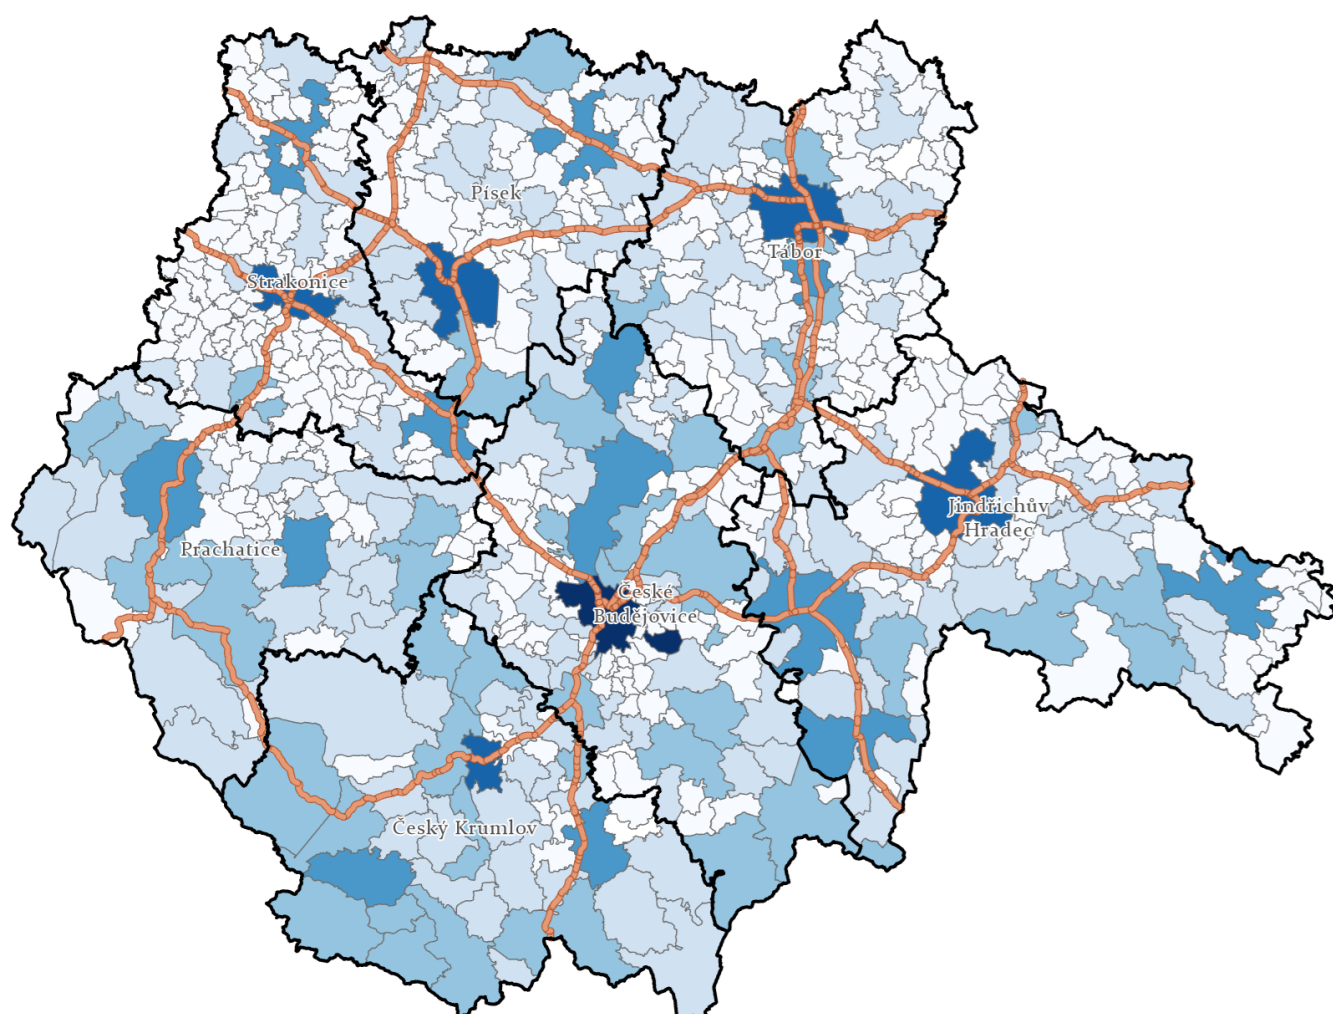 Písek
Tábor
Strakonice
Jindřichův
Hradec
Prachatice
České
Budějovice
Český Krumlov